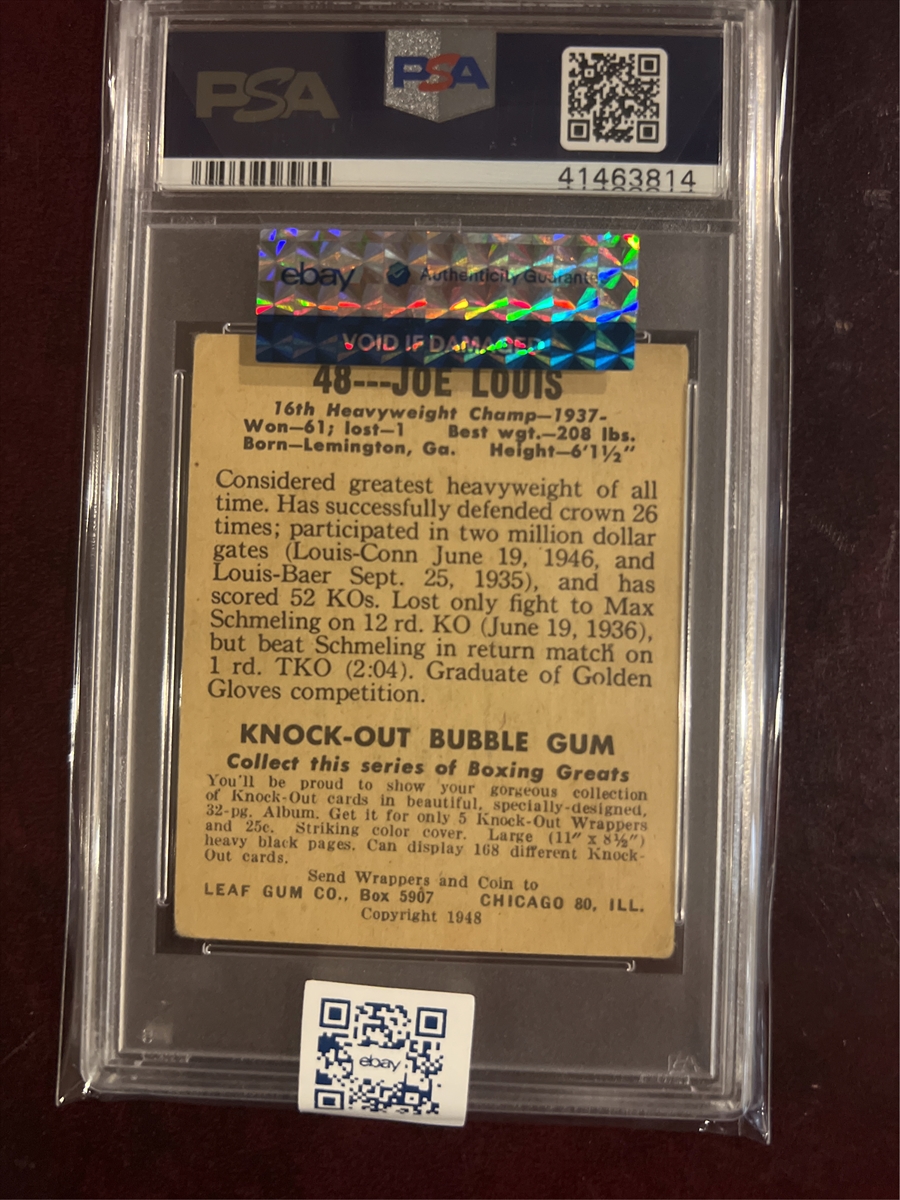 PSA PSA
41463814
ebay Authenticity Guarante
VOID IF DAMAGED
48---JOE LOUIS
16th Heavyweight Champ—1937-
Won—61; lost—1 Best wgt.—208 lbs.
Born—Lemington, Ga. Height—6'1½"
Considered greatest heavyweight of all
time. Has successfully defended crown 26
times; participated in two million dollar
gates (Louis-Conn June 19, 1946, and
Louis-Baer Sept. 25, 1935), and has
scored 52 KOs. Lost only fight to Max
Schmeling on 12 rd. KO (June 19, 1936),
but beat Schmeling in return match on
1 rd. TKO (2:04). Graduate of Golden
Gloves competition.
KNOCK-OUT BUBBLE GUM
Collect this series of Boxing Greats
You'll be proud to show your gorgeous collection
of Knock-Out cards in beautiful, specially-designed,
32-pg. Album. Get it for only 5 Knock-Out Wrappers
and 25c. Striking color cover. Large (11" x 8½")
heavy black pages. Can display 168 different Knock-
Out cards.
Send Wrappers and Coin to
LEAF GUM CO., Box 5907 CHICAGO 80, ILL.
Copyright 1948
ebay